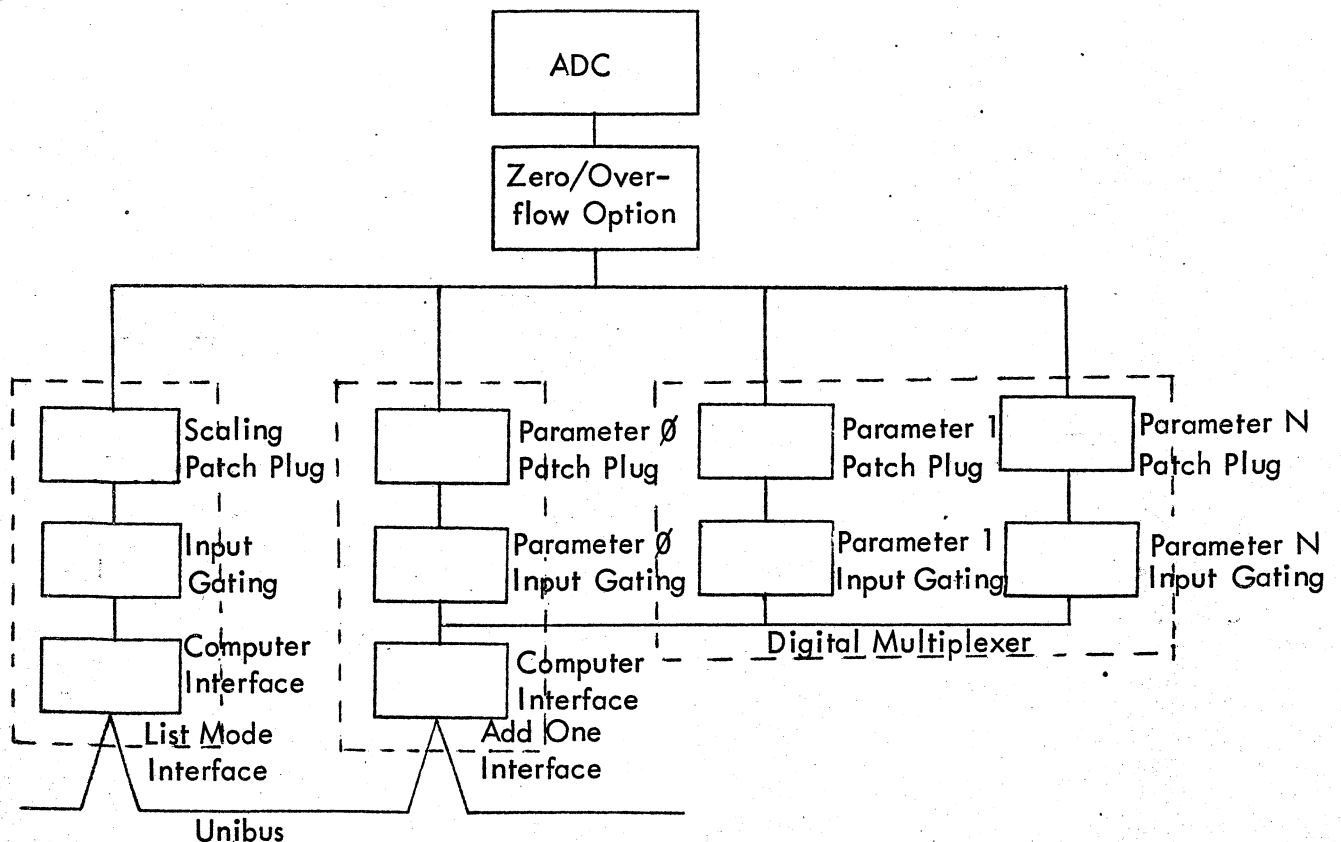 ADC
Zero/Over-
flow Option
Scaling
Patch Plug
Parameter Ø
Patch Plug
Parameter 1
Patch Plug
Parameter N
Patch Plug
Input
Gating
Parameter Ø
Input Gating
Parameter 1
Input Gating
Parameter N
Input Gating
Computer
Interface
Computer
Interface
Digital Multiplexer
List Mode
Interface
Add One
Interface
Unibus